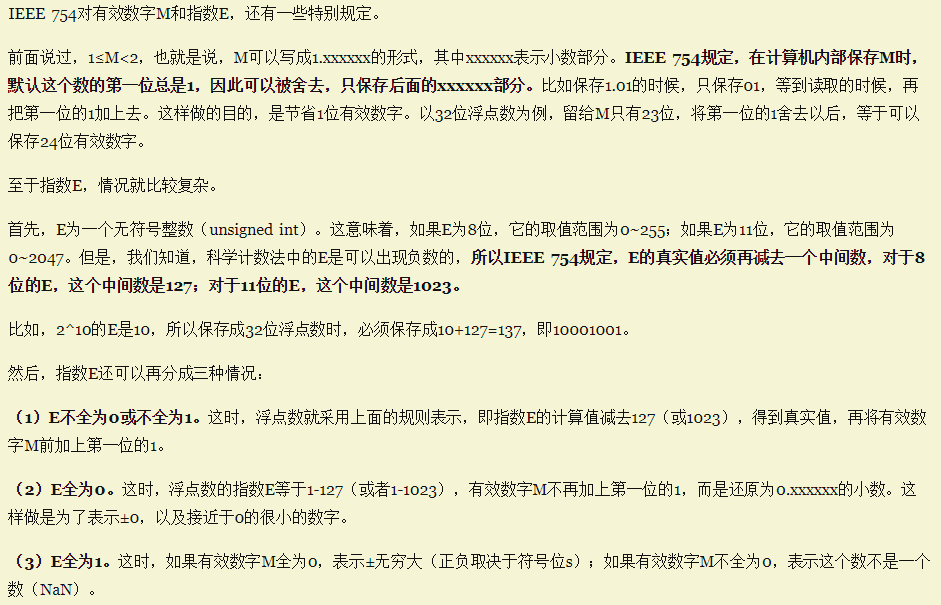 IEEE 754对有效数字M和指数E，还有一些特别规定。
前面说过，1≤M<2，也就是说，M可以写成1.xxxxxx的形式，其中xxxxxx表示小数部分。IEEE 754规定，在计算机内部保存M时，
默认这个数的第一位总是1，因此可以被舍去，只保存后面的xxxxxx部分。比如保存1.01的时候，只保存01，等到读取的时候，再
把第一位的1加上去。这样做的目的，是节省1位有效数字。以32位浮点数为例，留给M只有23位，将第一位的1舍去以后，等于可以
保存24位有效数字。
至于指数E，情况就比较复杂。
首先，E为一个无符号整数（unsigned int）。这意味着，如果E为8位，它的取值范围为0~255；如果E为11位，它的取值范围为
0~2047。但是，我们知道，科学计数法中的E是可以出现负数的，所以IEEE 754规定，E的真实值必须再减去一个中间数，对于8
位的E，这个中间数是127；对于11位的E，这个中间数是1023。
比如，2^10的E是10，所以保存成32位浮点数时，必须保存成10+127=137，即10001001。
然后，指数E还可以再分成三种情况：
（1）E不全为0或不全为1。这时，浮点数就采用上面的规则表示，即指数E的计算值减去127（或1023），得到真实值，再将有效数
字M前加上第一位的1。
（2）E全为0。这时，浮点数的指数E等于1-127（或者1-1023），有效数字M不再加上第一位的1，而是还原为0.xxxxxx的小数。这
样做是为了表示±0，以及接近于0的很小的数字。
（3）E全为1。这时，如果有效数字M全为0，表示±无穷大（正负取决于符号位s）；如果有效数字M不全为0，表示这个数不是一个
数（NaN）。